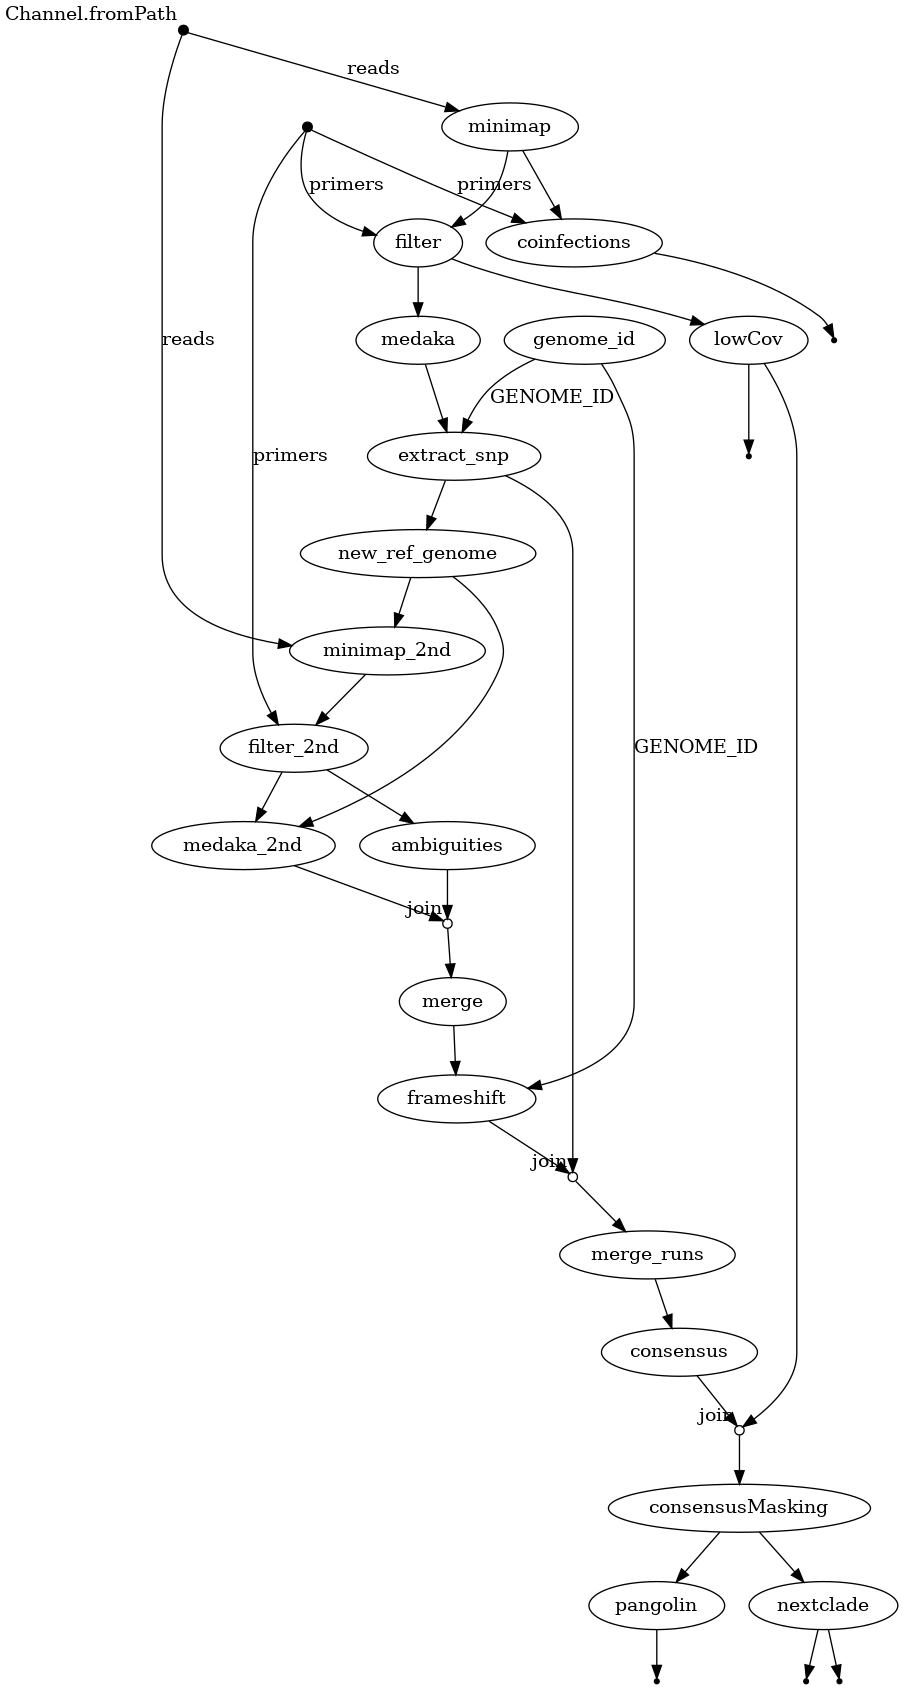 Channel.fromPath
reads
minimap
primers
primers
filter
coinfections
reads
medaka
genome_id
lowCov
GENOME_ID
primers
extract_snp
new_ref_genome
minimap_2nd
filter_2nd
GENOME_ID
medaka_2nd
ambiguities
join
merge
frameshift
join
merge_runs
consensus
join
consensusMasking
pangolin
nextclade